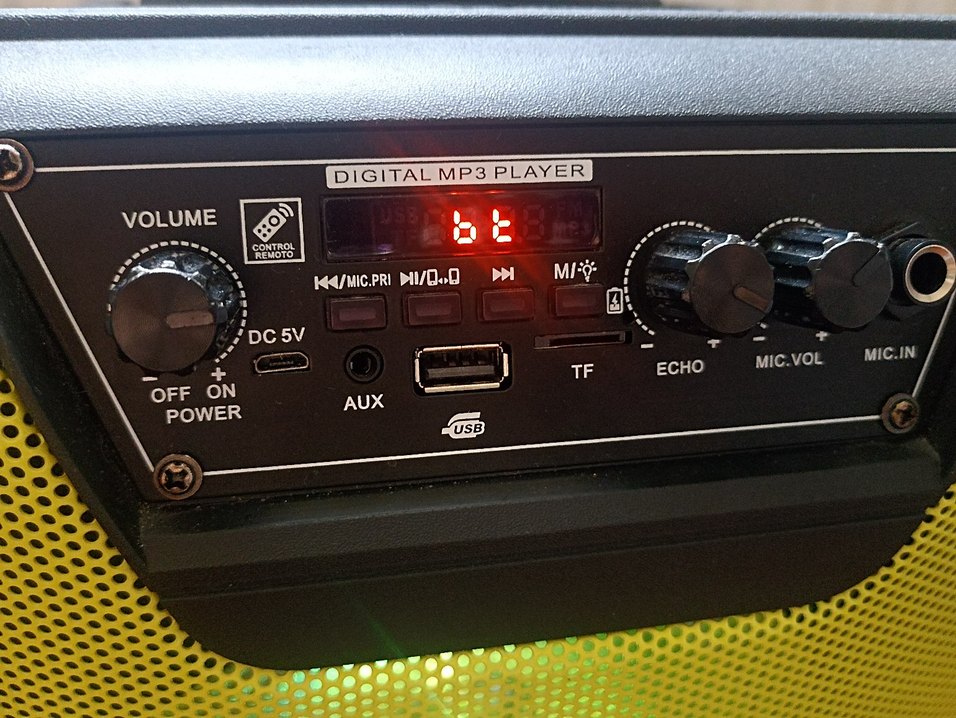 DIGITAL MP3 PLAYER
VOLUME
CONTROL
REMOTO
bt
/MIC.PRI
/
M/
DC 5V
- +
OFF ON
POWER
AUX
USB
TF
- +
ECHO
- +
MIC.VOL
MIC.IN